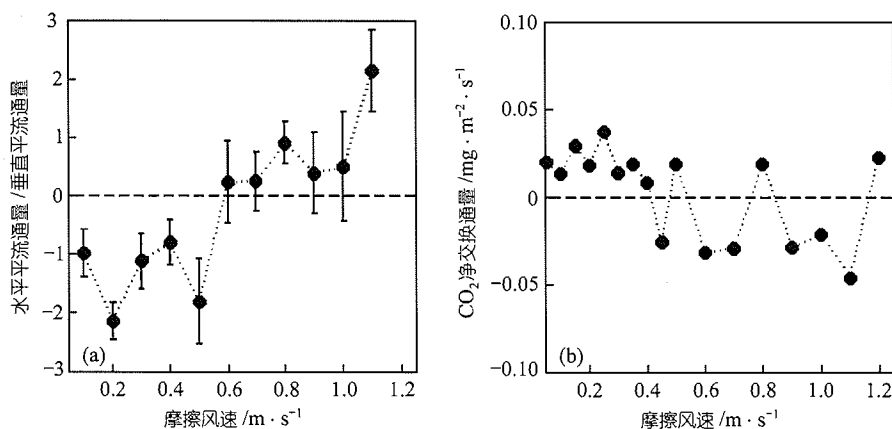 水平平流通量/垂直平流通量
3
2
1
0
−1
−2
−3
(a)
0.2 0.4 0.6 0.8 1.0 1.2
摩擦风速/m · s⁻¹
CO₂净交换通量/mg · m⁻² · s⁻¹
0.10
0.05
0
−0.05
−0.10
(b)
0.2 0.4 0.6 0.8 1.0 1.2
摩擦风速/m · s⁻¹